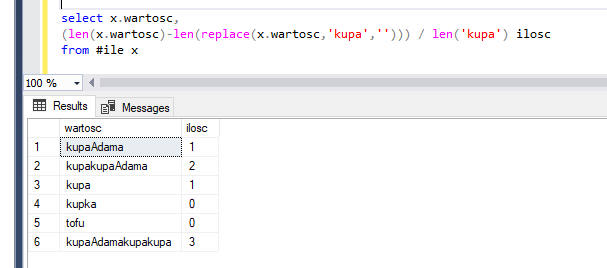 select x.wartosc,
(len(x.wartosc)-len(replace(x.wartosc,'kupa',''))) / len('kupa') ilosc
from #ile x
100 %
Results Messages
wartosc ilosc
1 kupaAdama 1
2 kupakupaAdama 2
3 kupa 1
4 kupka 0
5 tofu 0
6 kupaAdamakupakupa 3